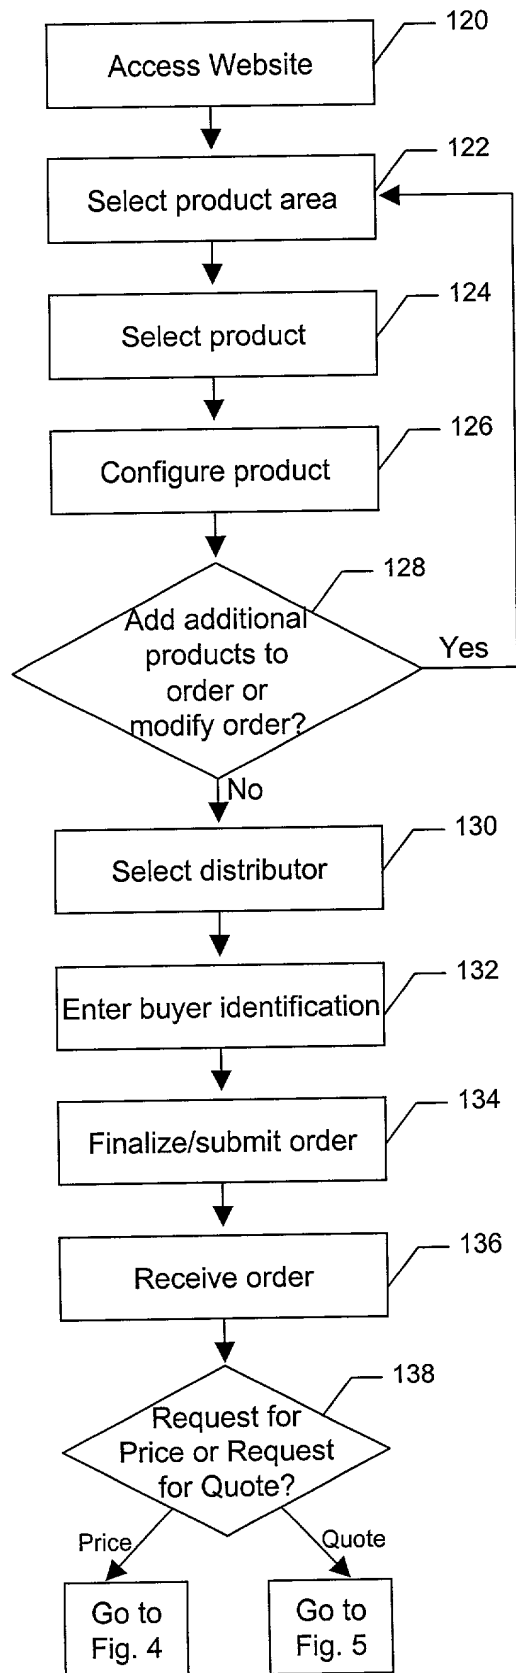 120
Access Website
122
Select product area
124
Select product
126
Configure product
128
Add additional
products to
order or
modify order?
Yes
No
130
Select distributor
132
Enter buyer identification
134
Finalize/submit order
136
Receive order
138
Request for
Price or Request
for Quote?
Price
Quote
Go to
Fig. 4
Go to
Fig. 5